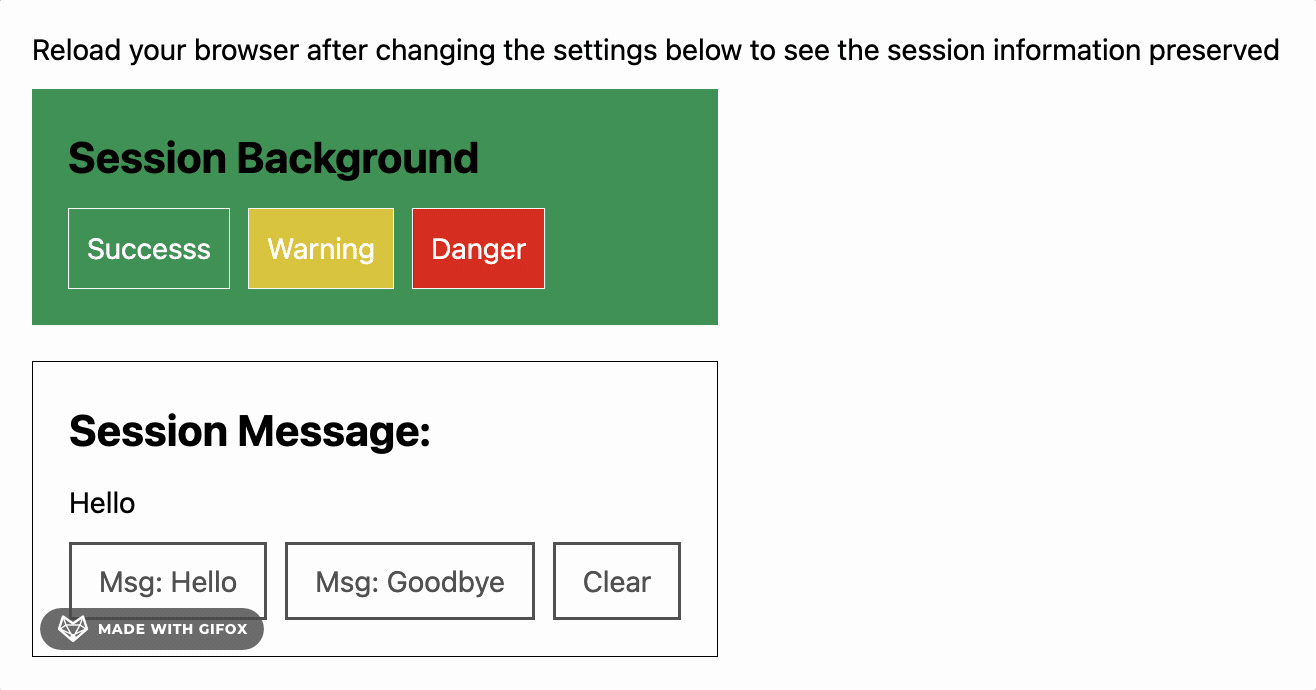 Reload your browser after changing the settings below to see the session information preserved
Session Background
Successs Warning Danger
Session Message:
Hello
Msg: Hello Msg: Goodbye Clear
MADE WITH GIFOX